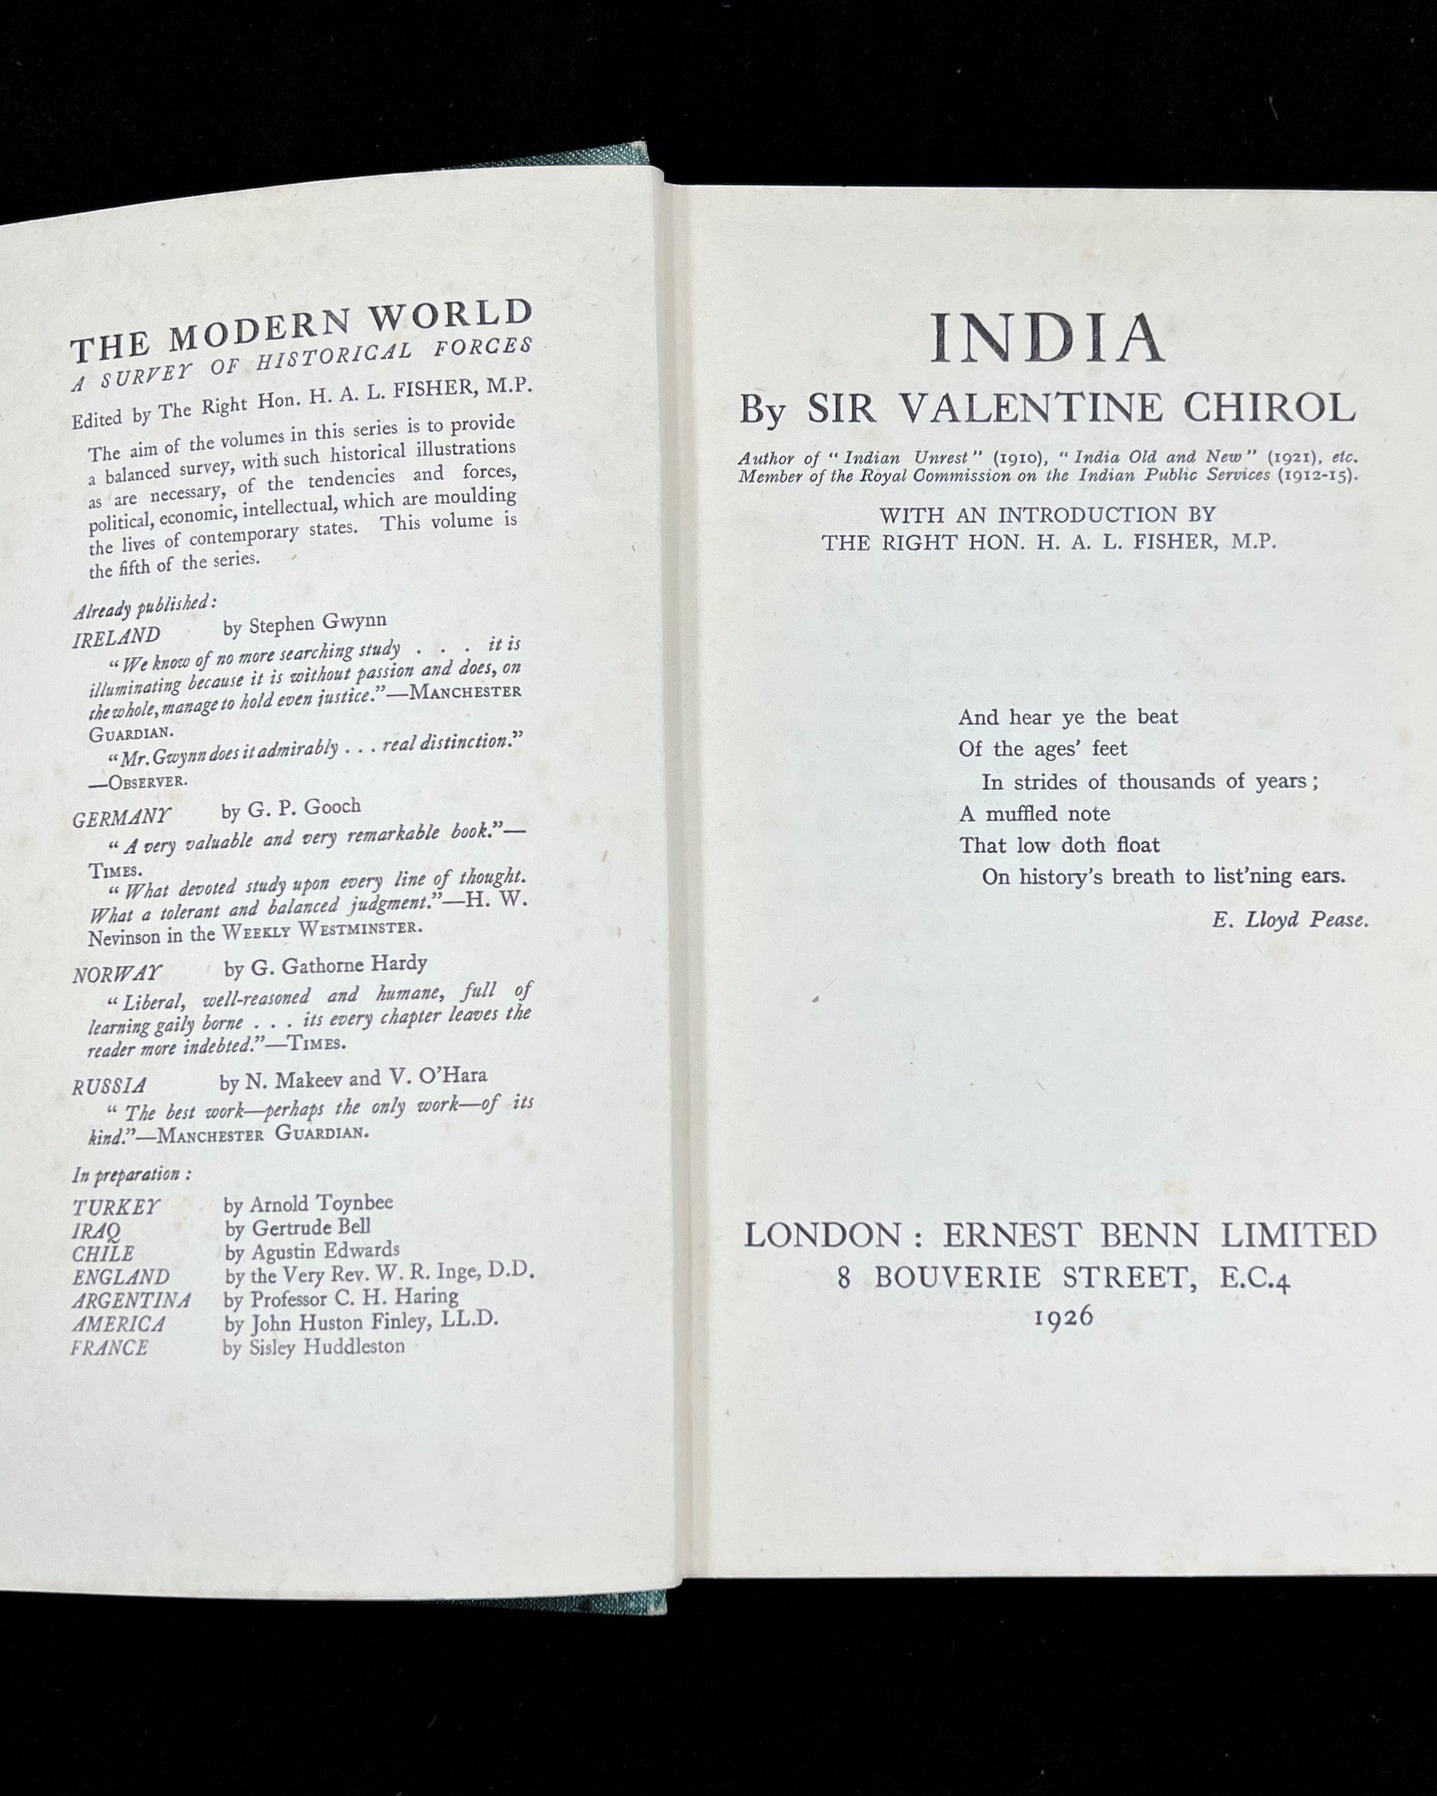 THE MODERN WORLD
A SURVEY OF HISTORICAL FORCES
Edited by The Right Hon. H. A. L. FISHER, M.P.
The aim of the volumes in this series is to provide
a balanced survey, with such historical illustrations
as are necessary, of the tendencies and forces,
political, economic, intellectual, which are moulding
the lives of contemporary states. This volume is
the fifth of the series.
Already published:
IRELAND by Stephen Gwynn
“We know of no more searching study . . . it is
illuminating because it is without passion and does, on
the whole, manage to hold even justice.”—MANCHESTER
GUARDIAN.
“Mr. Gwynn does it admirably . . . real distinction.”
—OBSERVER.
GERMANY by G. P. Gooch
“A very valuable and very remarkable book.”—
TIMES.
“What devoted study upon every line of thought.
What a tolerant and balanced judgment.”—H. W.
Nevinson in the WEEKLY WESTMINSTER.
NORWAY by G. Gathorne Hardy
“Liberal, well-reasoned and humane, full of
learning gaily borne . . . its every chapter leaves the
reader more indebted.”—TIMES.
RUSSIA by N. Makeev and V. O’Hara
“The best work—perhaps the only work—of its
kind.”—MANCHESTER GUARDIAN.
In preparation:
TURKEY by Arnold Toynbee
IRAQ by Gertrude Bell
CHILE by Agustin Edwards
ENGLAND by the Very Rev. W. R. Inge, D.D.
ARGENTINA by Professor C. H. Haring
AMERICA by John Huston Finley, LL.D.
FRANCE by Sisley Huddleston
INDIA
By SIR VALENTINE CHIROL
Author of “Indian Unrest” (1910), “India Old and New” (1921), etc.
Member of the Royal Commission on the Indian Public Services (1912-15).
WITH AN INTRODUCTION BY
THE RIGHT HON. H. A. L. FISHER, M.P.
And hear ye the beat
Of the ages’ feet
In strides of thousands of years;
A muffled note
That low doth float
On history’s breath to list’ning ears.
E. Lloyd Pease.
LONDON: ERNEST BENN LIMITED
8 BOUVERIE STREET, E.C.4
1926